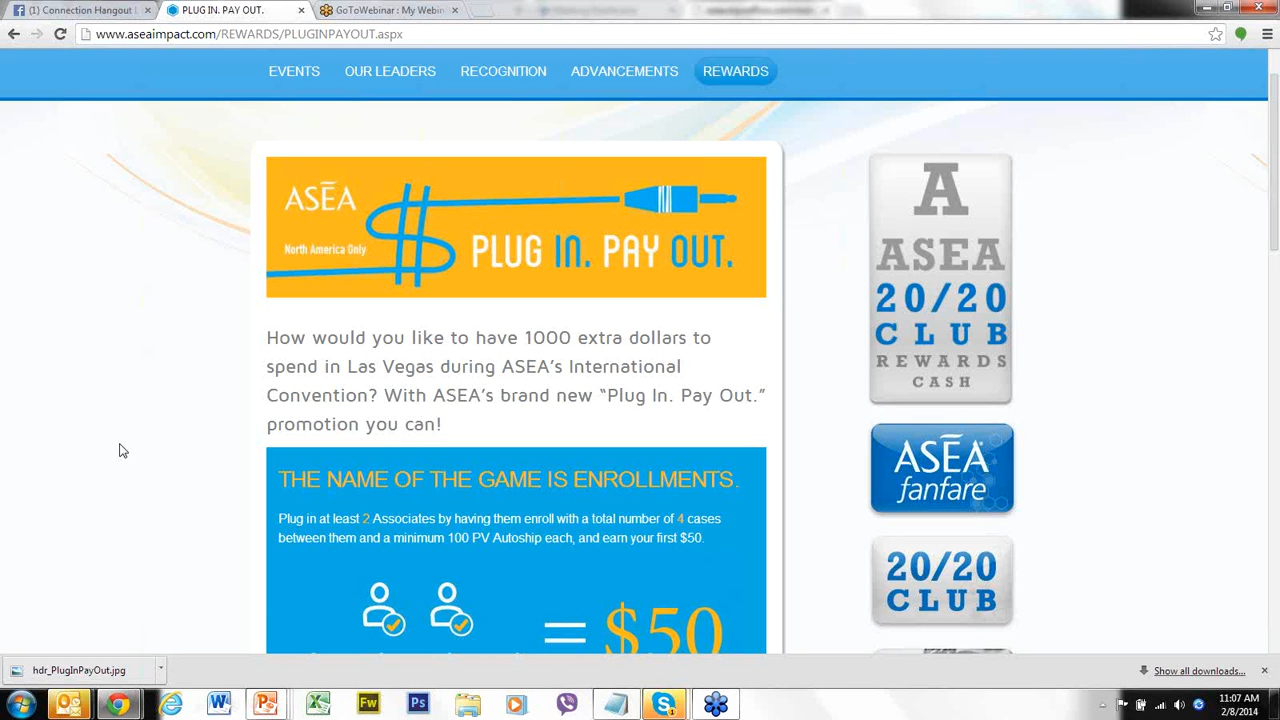 (1) Connection Hangout L
PLUG IN. PAY OUT.
GoToWebinar : My Webin
www.aseaimpact.com/REWARDS/PLUGINPAYOUT.aspx
EVENTS OUR LEADERS RECOGNITION ADVANCEMENTS REWARDS
ASEA
North America Only
PLUG IN. PAY OUT.
How would you like to have 1000 extra dollars to
spend in Las Vegas during ASEA’s International
Convention? With ASEA’s brand new “Plug In. Pay Out.”
promotion you can!
THE NAME OF THE GAME IS ENROLLMENTS.
Plug in at least 2 Associates by having them enroll with a total number of 4 cases
between them and a minimum 100 PV Autoship each, and earn your first $50.
= $50
A
ASEA
20/20
CLUB
REWARDS
CASH
ASEA
fanfare
20/20
CLUB
hdr_PlugInPayOut.jpg
Show all downloads...
11:07 AM
2/8/2014